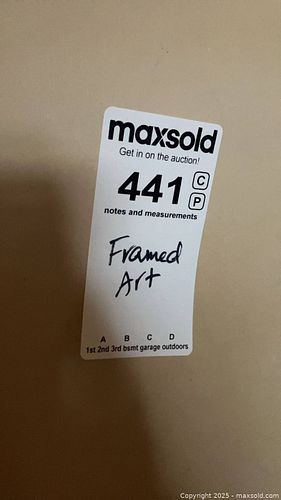 maxsold
Get in on the auction!
441 C
P
notes and measurements
Framed
Art
A B C D
1st 2nd 3rd bsmt garage outdoors
Copyright 2025 - maxsold.com